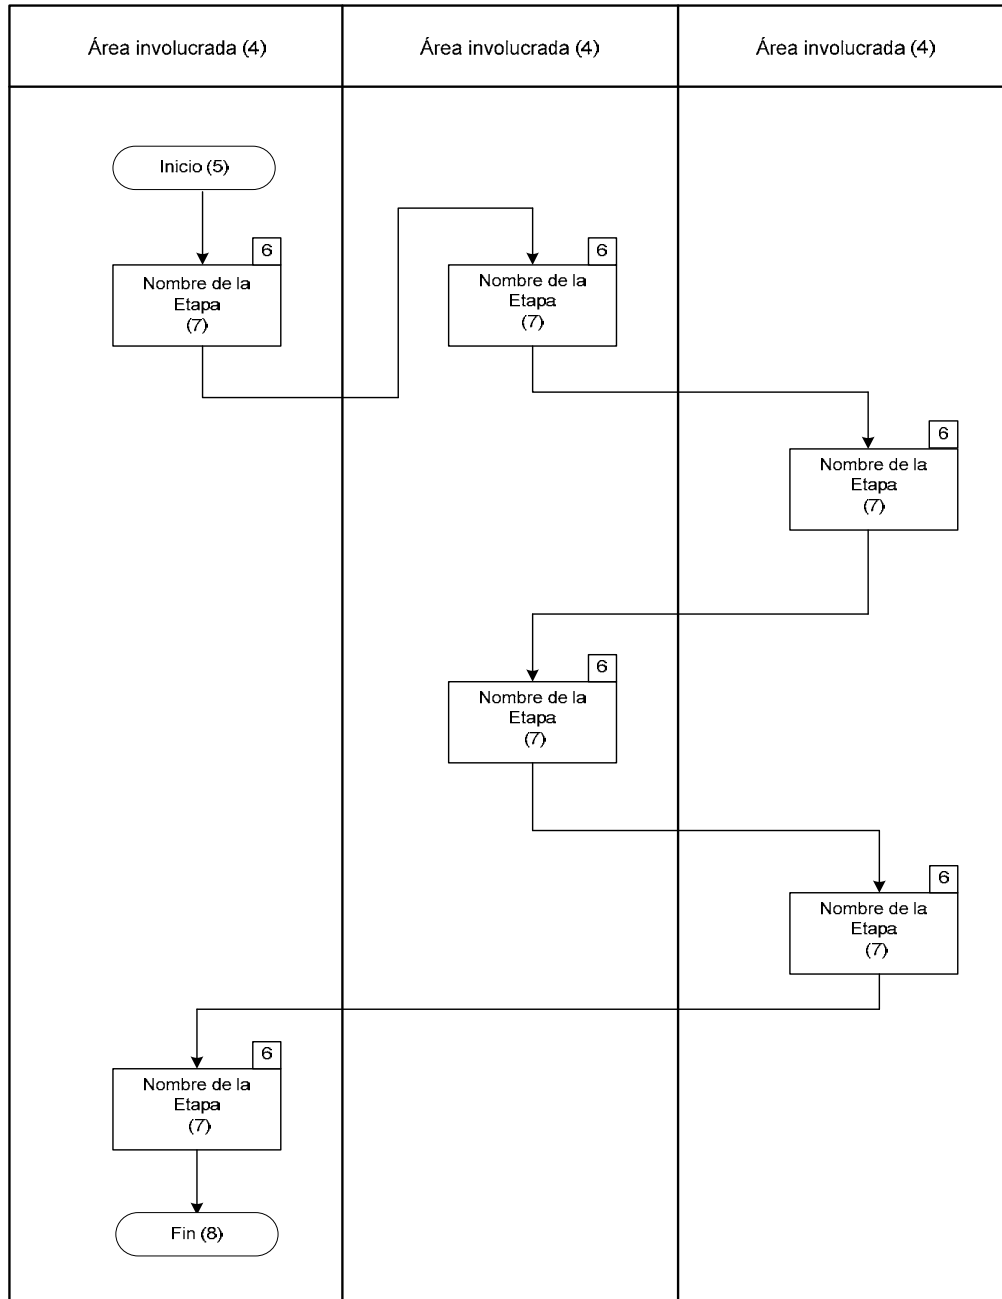 Área involucrada (4)
Área involucrada (4)
Área involucrada (4)
Inicio (5)
6
Nombre de la
Etapa
(7)
6
Nombre de la
Etapa
(7)
6
Nombre de la
Etapa
(7)
6
Nombre de la
Etapa
(7)
6
Nombre de la
Etapa
(7)
6
Nombre de la
Etapa
(7)
Fin (8)